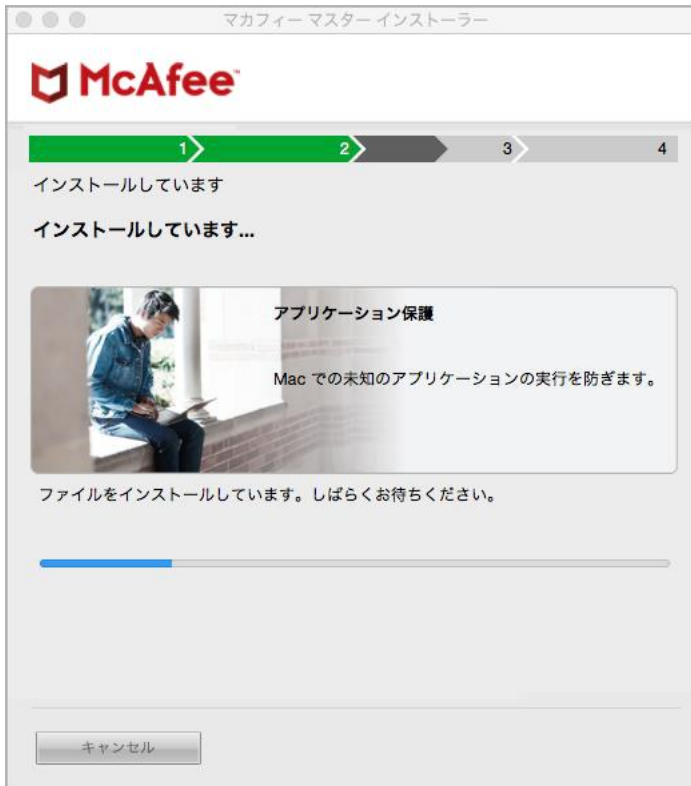 マカフィー マスター インストーラー
McAfee™
1 2 3 4
インストールしています
インストールしています...
アプリケーション保護
Mac での未知のアプリケーションの実行を防ぎます。
ファイルをインストールしています。しばらくお待ちください。
キャンセル